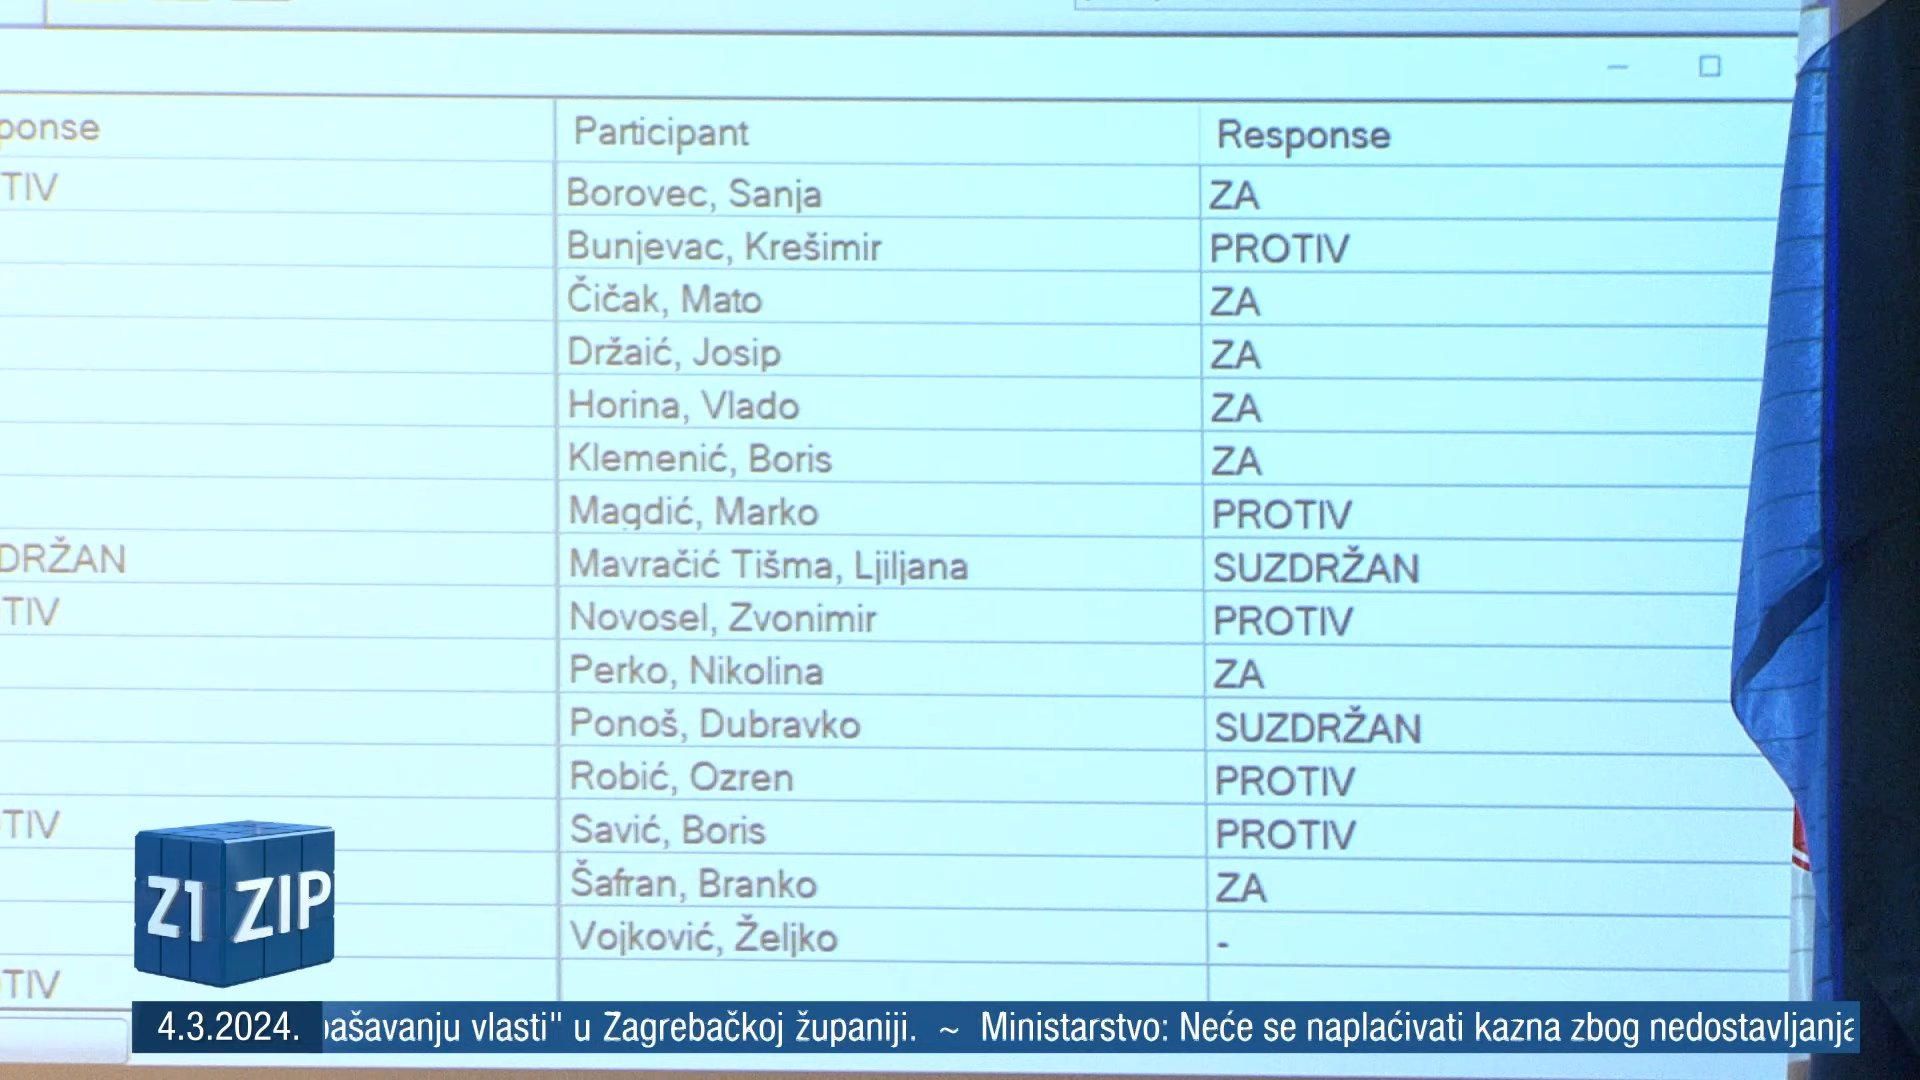 ponse Participant Response
TIV Borovec, Sanja ZA
Bunjevac, Krešimir PROTIV
Čičak, Mato ZA
Držaić, Josip ZA
Horina, Vlado ZA
Klemenić, Boris ZA
Magdić, Marko PROTIV
DRŽAN Mavračić Tišma, Ljiljana SUZDRŽAN
TIV Novosel, Zvonimir PROTIV
Perko, Nikolina ZA
Ponoš, Dubravko SUZDRŽAN
Robić, Ozren PROTIV
TIV Savić, Boris PROTIV
Šafran, Branko ZA
Vojković, Željko -
TIV
Z1 ZIP
4.3.2024. pašavanju vlasti" u Zagrebačkoj županiji. ~ Ministarstvo: Neće se naplaćivati kazna zbog nedostavljanja